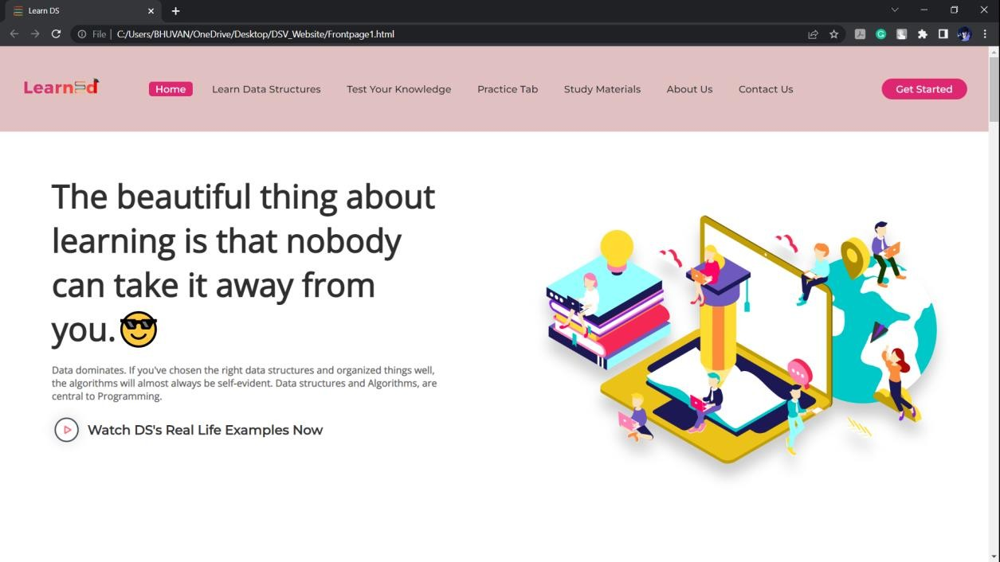 Learn DS
File | C:/Users/BHUVAN/OneDrive/Desktop/DSV_Website/Frontpage1.html
LearnEd
Home Learn Data Structures Test Your Knowledge Practice Tab Study Materials About Us Contact Us Get Started
The beautiful thing about
learning is that nobody
can take it away from
you.😎
Data dominates. If you've chosen the right data structures and organized things well,
the algorithms will almost always be self-evident. Data structures and Algorithms, are
central to Programming.
Watch DS's Real Life Examples Now